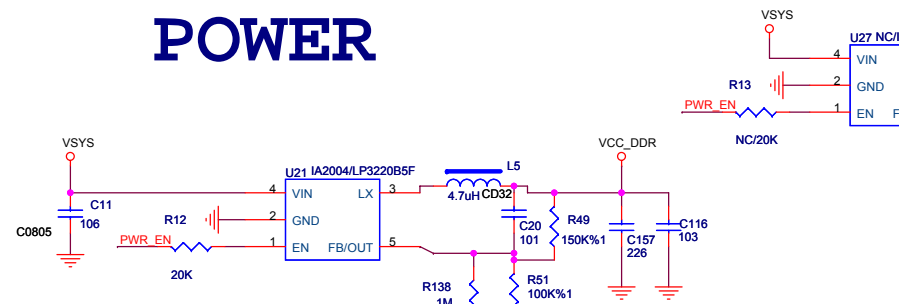 POWER
VSYS
U27 NC/
4 VIN
2 GND
R13
PWR_EN
1 EN
NC/20K
VSYS
VCC_DDR
U21 IA2004/LP3220B5F
L5
4 VIN LX 3
4.7uH CD32
C11
106
C0805
R12
2 GND
C20
101
R49
150K%1
C157
226
C116
103
PWR_EN
1 EN FB/OUT 5
20K
R138
1M
R51
100K%1